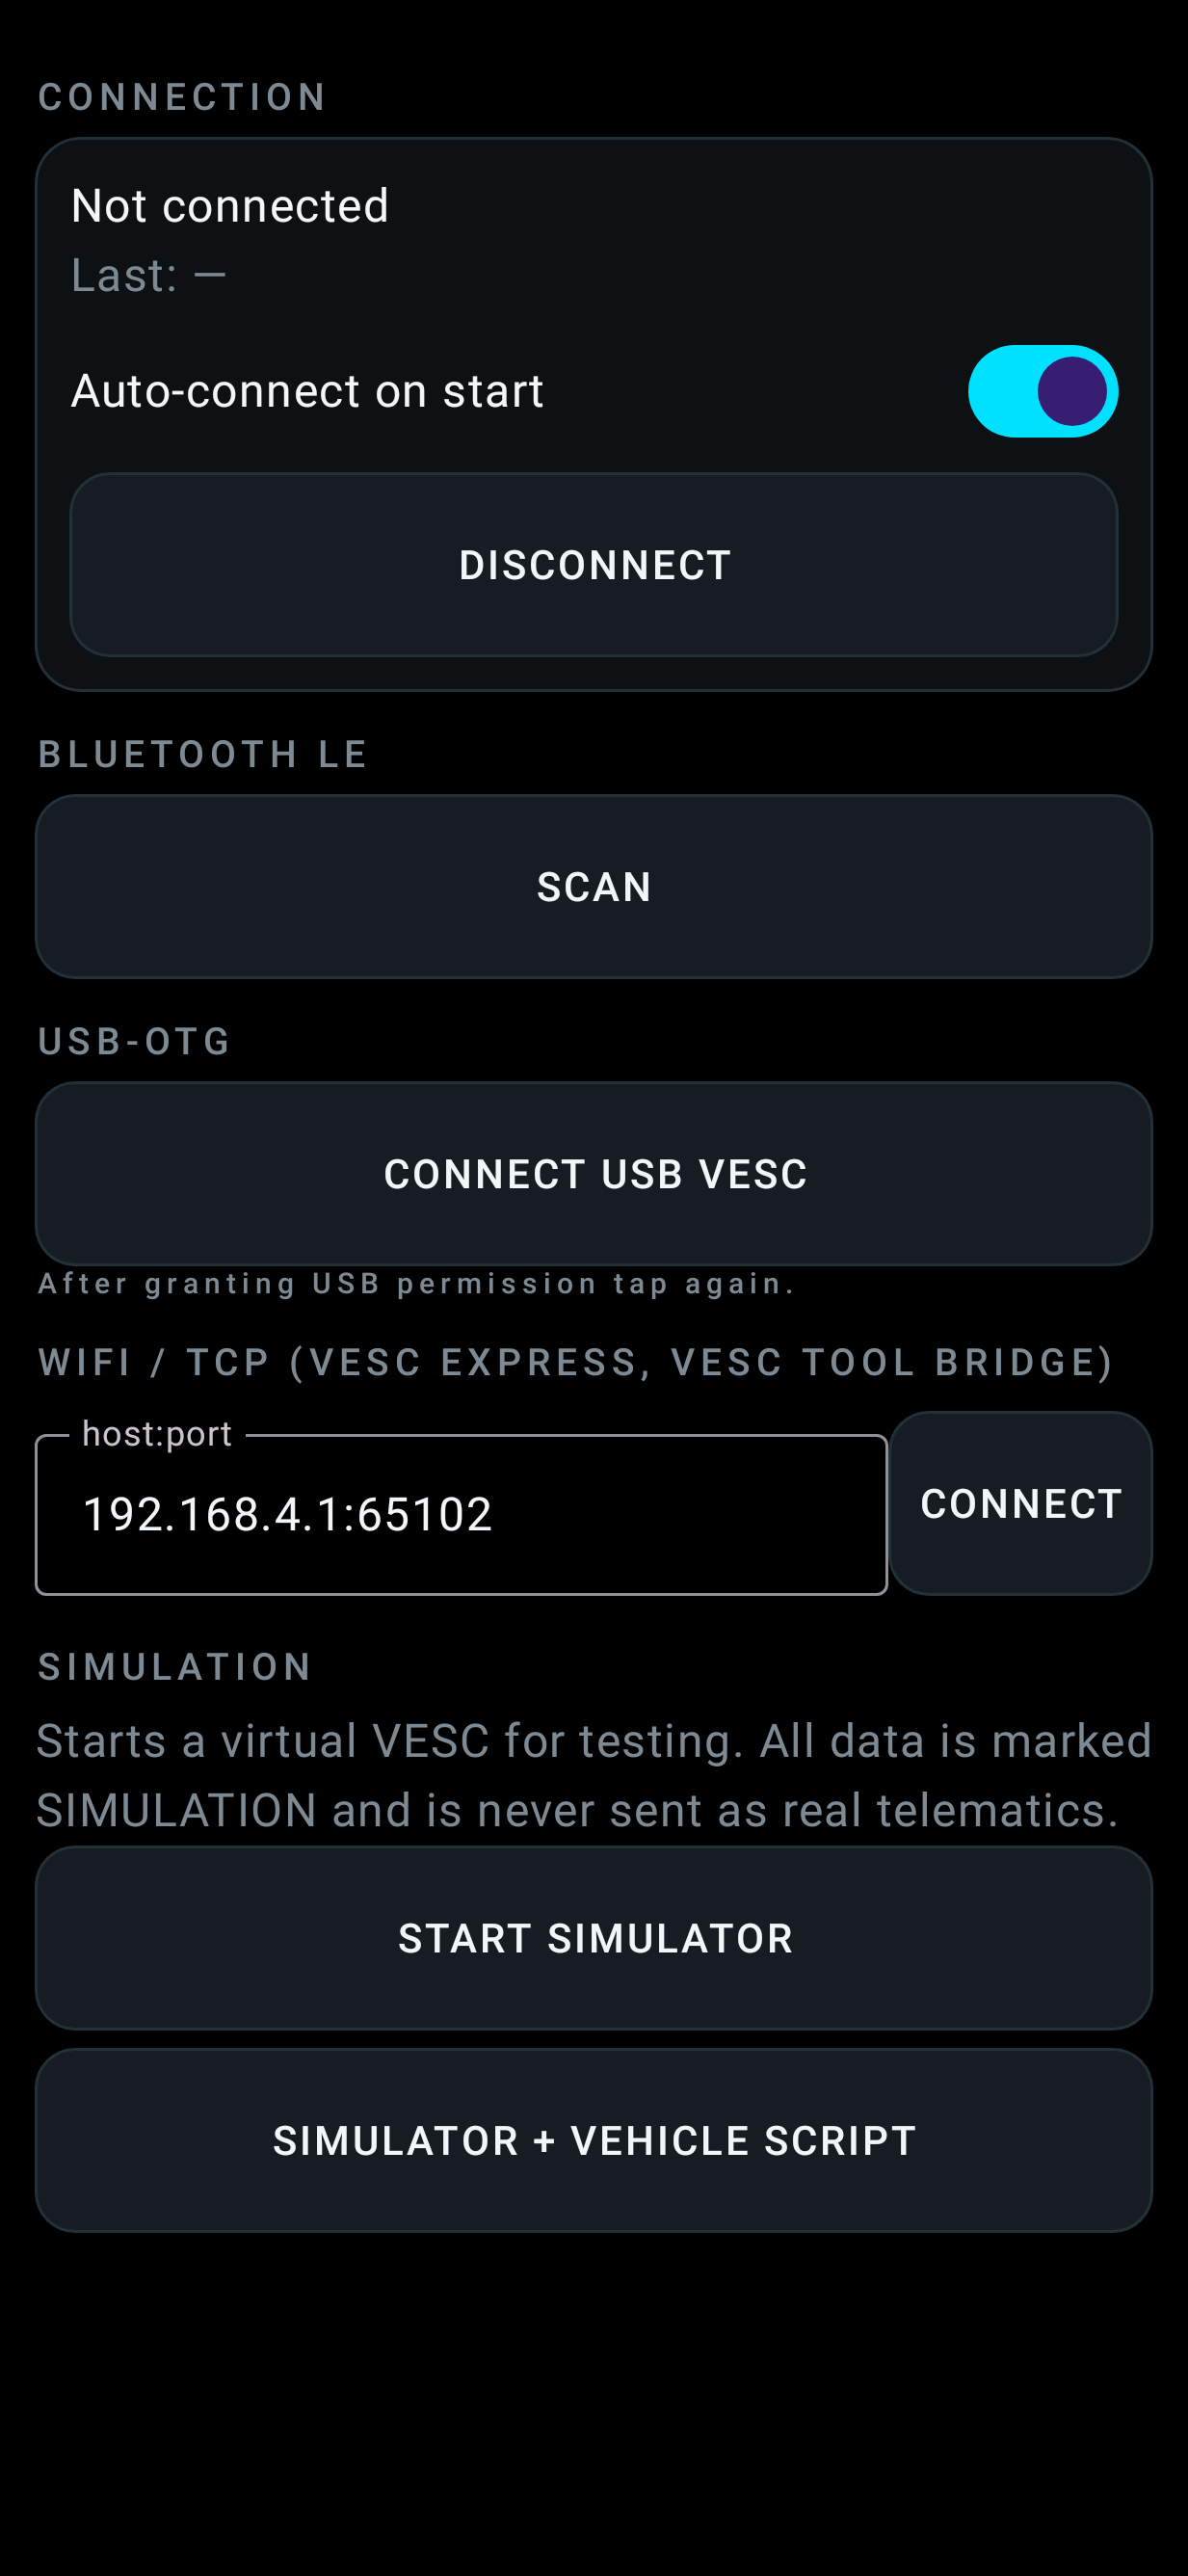 CONNECTION
Not connected
Last: —
Auto-connect on start
DISCONNECT
BLUETOOTH LE
SCAN
USB-OTG
CONNECT USB VESC
After granting USB permission tap again.
WIFI / TCP (VESC EXPRESS, VESC TOOL BRIDGE)
host:port
192.168.4.1:65102
CONNECT
SIMULATION
Starts a virtual VESC for testing. All data is marked
SIMULATION and is never sent as real telematics.
START SIMULATOR
SIMULATOR + VEHICLE SCRIPT